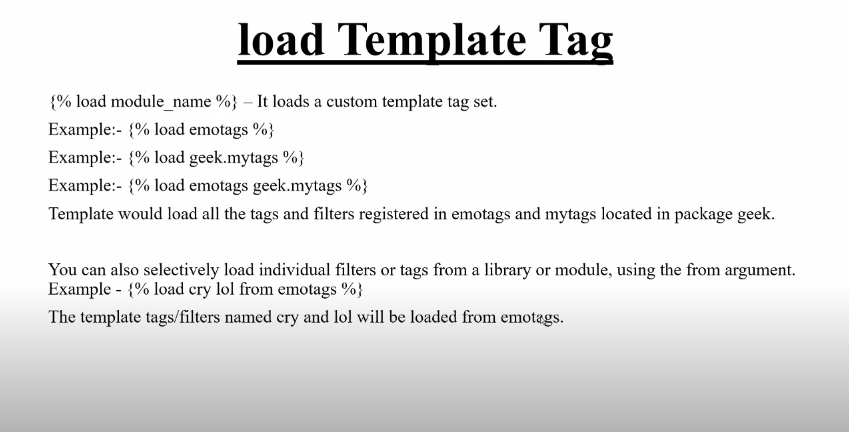 load Template Tag
{% load module_name %} – It loads a custom template tag set.
Example:- {% load emotags %}
Example:- {% load geek.mytags %}
Example:- {% load emotags geek.mytags %}
Template would load all the tags and filters registered in emotags and mytags located in package geek.
You can also selectively load individual filters or tags from a library or module, using the from argument.
Example - {% load cry lol from emotags %}
The template tags/filters named cry and lol will be loaded from emotags.